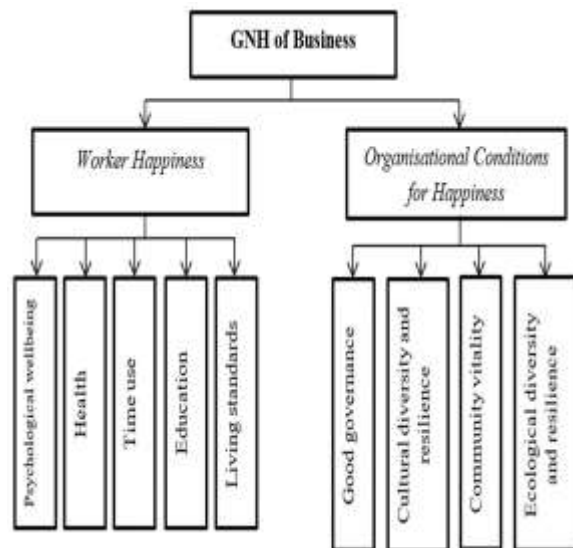 GNH of Business
Worker Happiness
Organisational Conditions
for Happiness
Psychological wellbeing
Health
Time use
Education
Living standards
Good governance
Cultural diversity and
resilience
Community vitality
Ecological diversity
and resilience